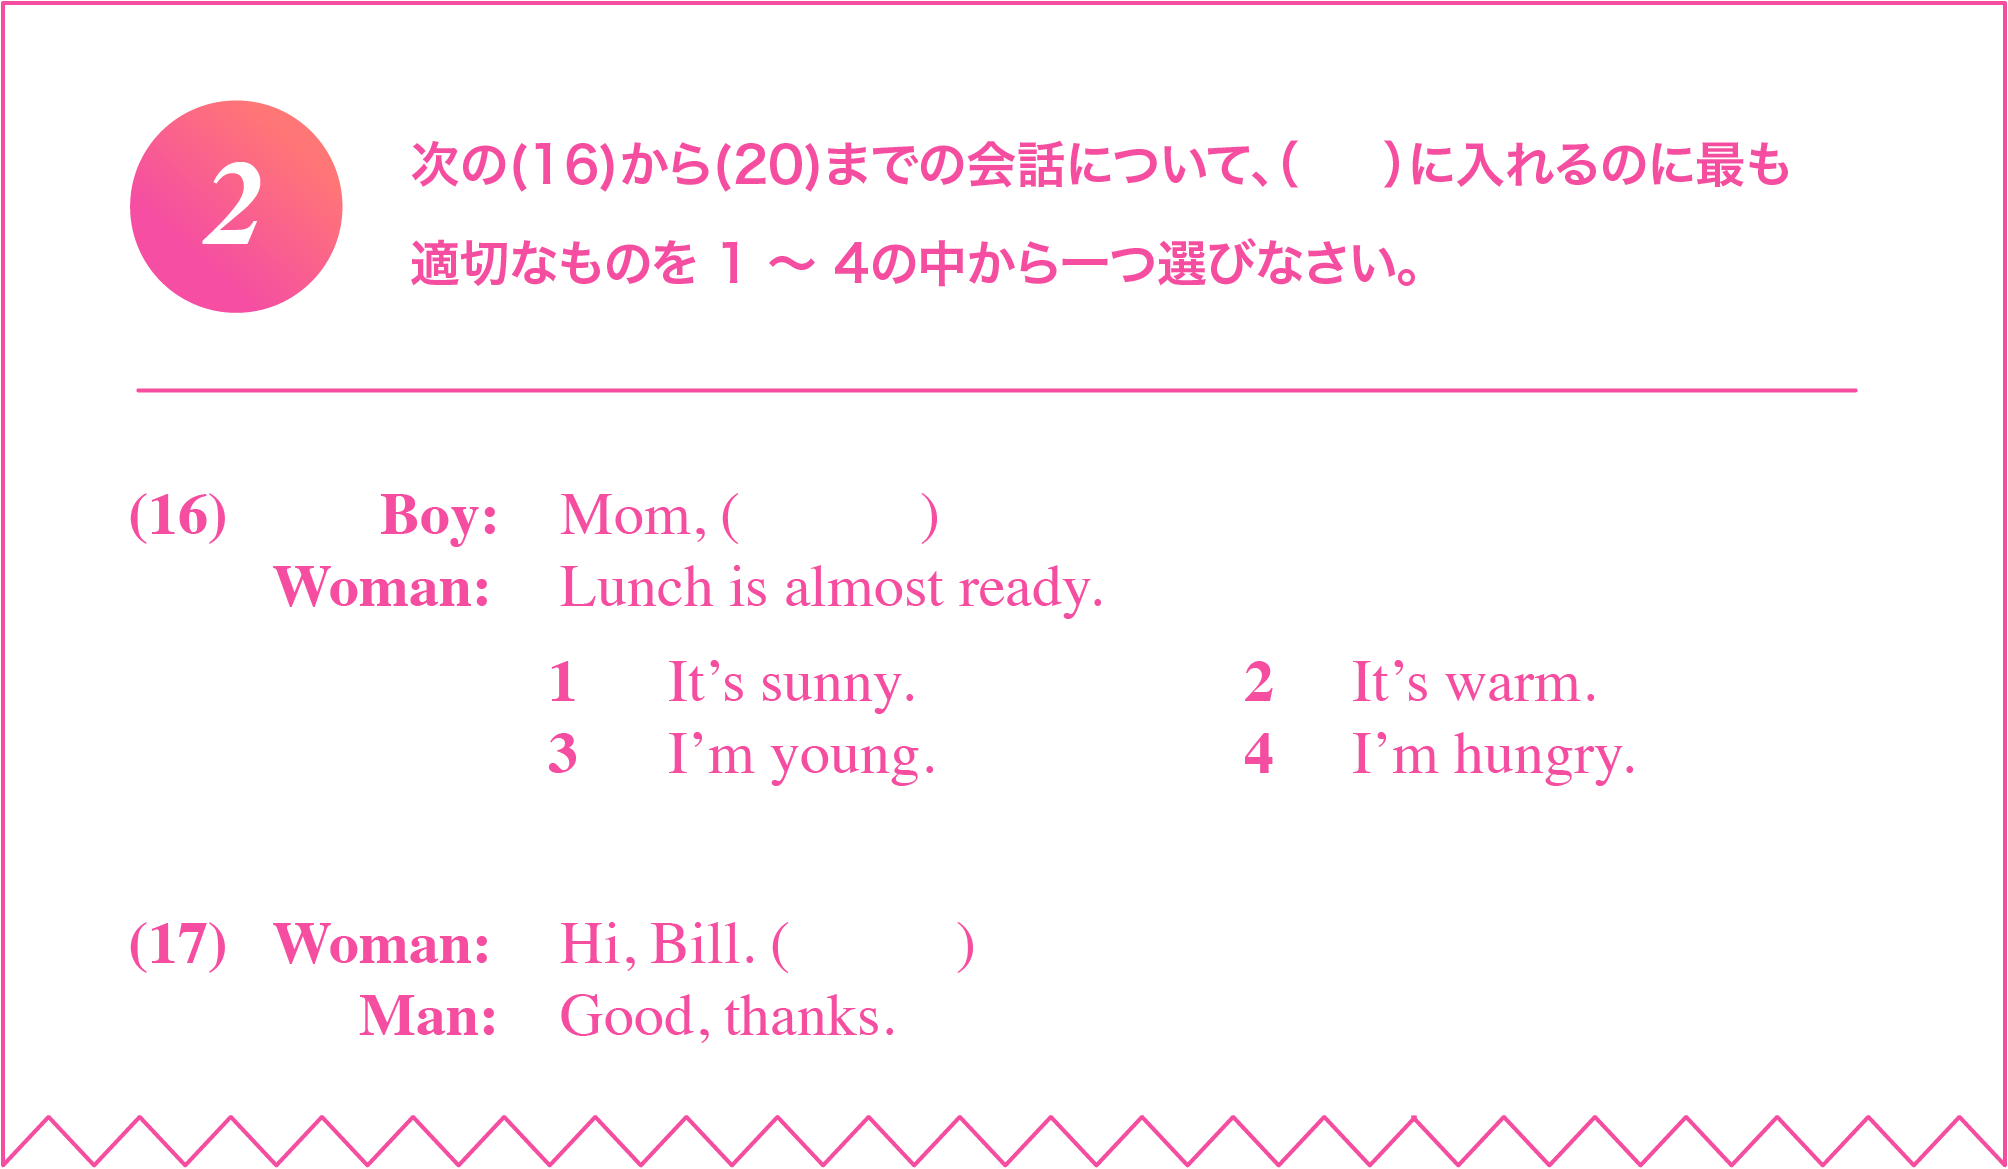 2
次の(16)から(20)までの会話について、(　　)に入れるのに最も
適切なものを 1 〜 4の中から一つ選びなさい。
(16) Boy: Mom, (　　　)
Woman: Lunch is almost ready.
1 It’s sunny. 2 It’s warm.
3 I’m young. 4 I’m hungry.
(17) Woman: Hi, Bill. (　　　)
Man: Good, thanks.